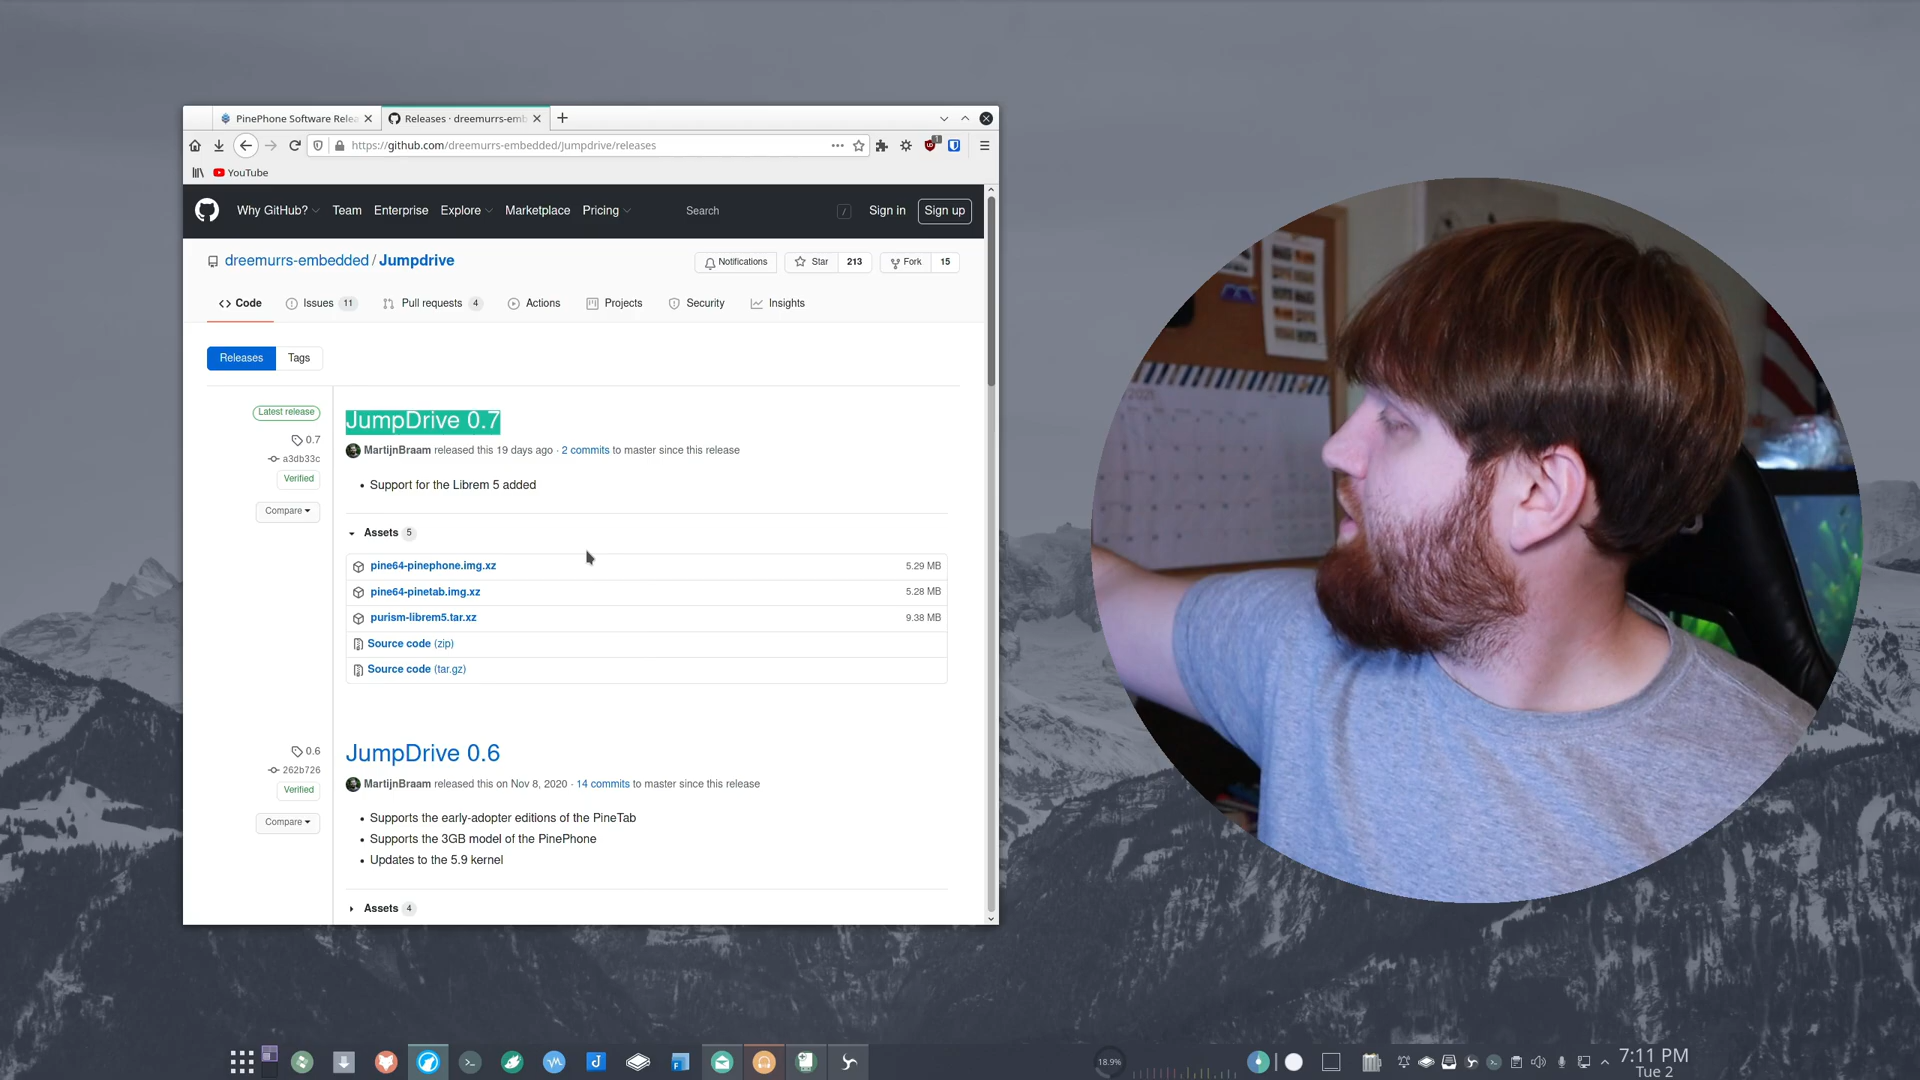 PinePhone Software Relea
Releases · dreemurrs-emb
https://github.com/dreemurrs-embedded/Jumpdrive/releases
1
YouTube
Why GitHub? Team Enterprise Explore Marketplace Pricing Search / Sign in Sign up
dreemurrs-embedded / Jumpdrive Notifications Star 213 Fork 15
Code Issues 11 Pull requests 4 Actions Projects Security Insights
Releases Tags
Latest release
0.7
a3db33c
Verified
Compare
JumpDrive 0.7
MartijnBraam released this 19 days ago · 2 commits to master since this release
• Support for the Librem 5 added
Assets 5
pine64-pinephone.img.xz 5.29 MB
pine64-pinetab.img.xz 5.28 MB
purism-librem5.tar.xz 9.38 MB
Source code (zip)
Source code (tar.gz)
0.6
262b726
Verified
Compare
JumpDrive 0.6
MartijnBraam released this on Nov 8, 2020 · 14 commits to master since this release
• Supports the early-adopter editions of the PineTab
• Supports the 3GB model of the PinePhone
• Updates to the 5.9 kernel
Assets 4
18.9%
7:11 PM
Tue 2